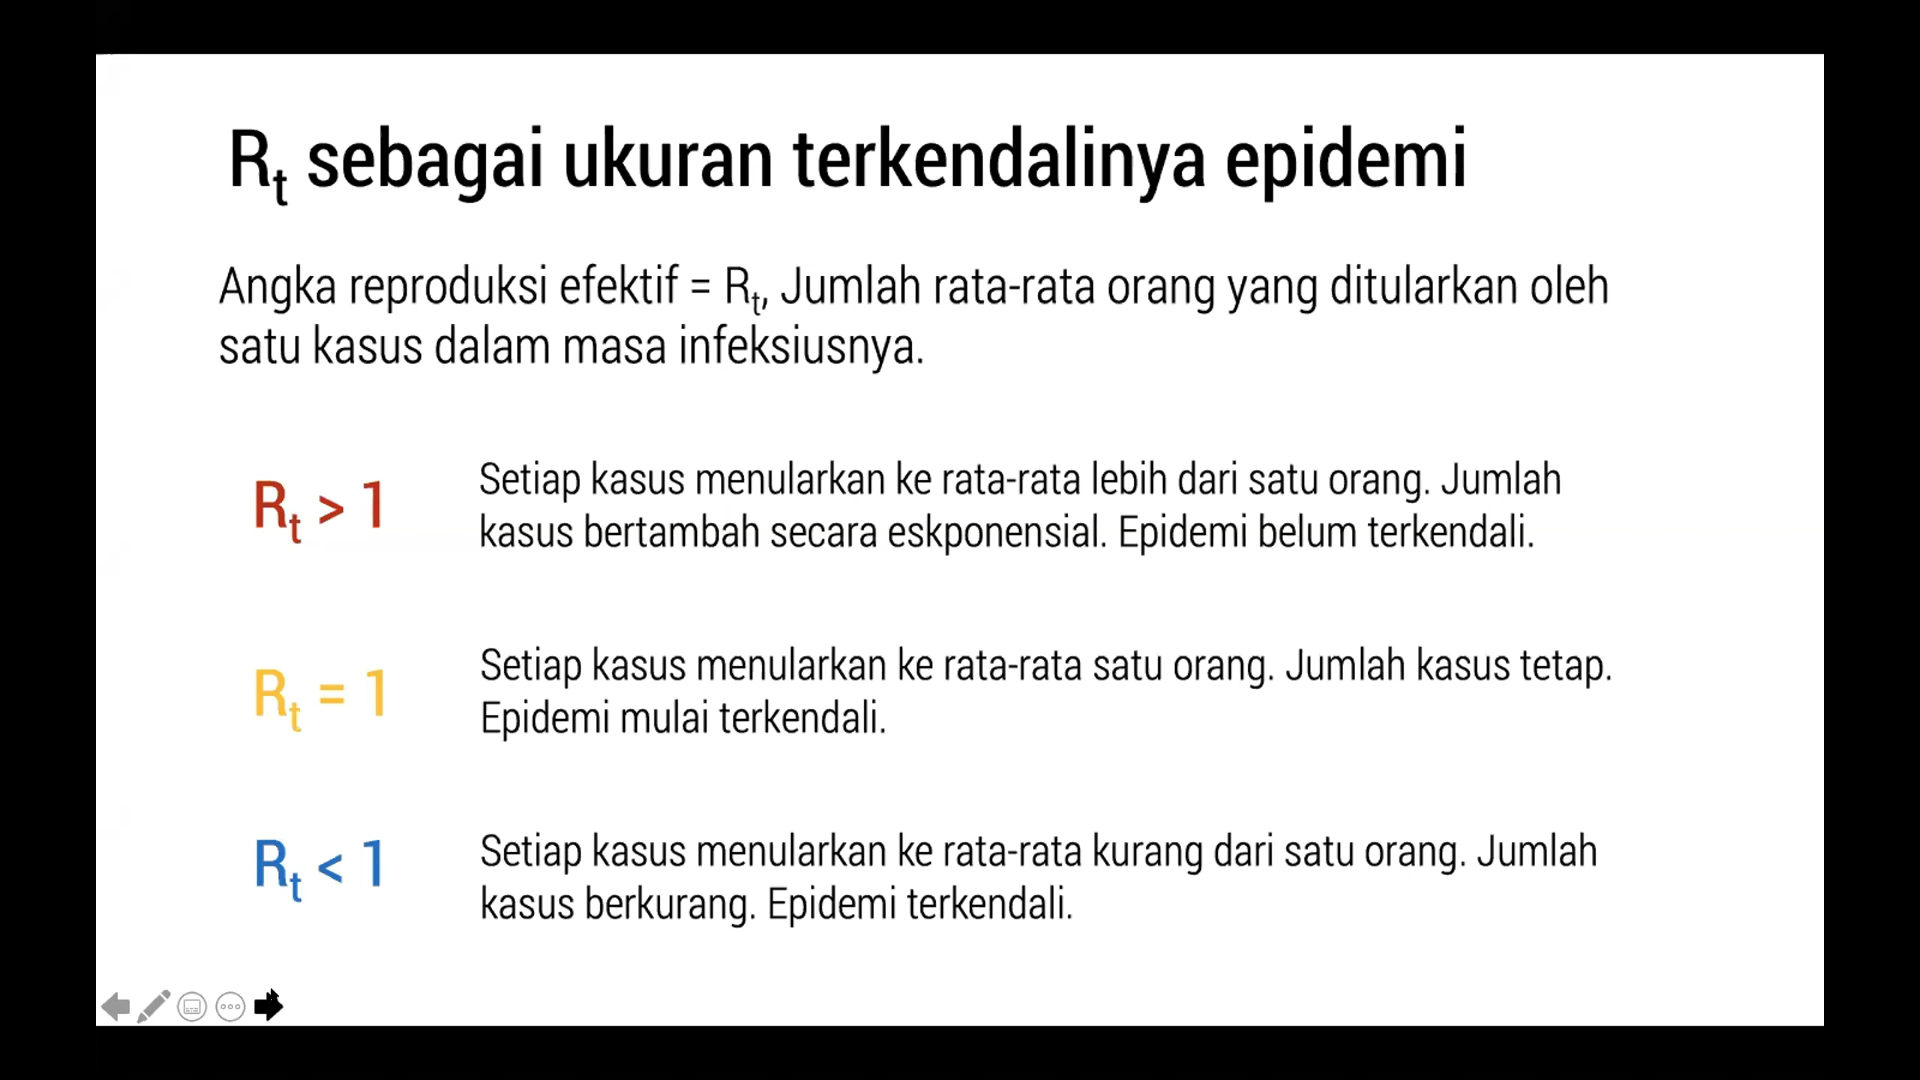 Rt sebagai ukuran terkendalinya epidemi
Angka reproduksi efektif = Rt, Jumlah rata-rata orang yang ditularkan oleh
satu kasus dalam masa infeksiusnya.
Rt > 1
Setiap kasus menularkan ke rata-rata lebih dari satu orang. Jumlah
kasus bertambah secara eskponensial. Epidemi belum terkendali.
Rt = 1
Setiap kasus menularkan ke rata-rata satu orang. Jumlah kasus tetap.
Epidemi mulai terkendali.
Rt < 1
Setiap kasus menularkan ke rata-rata kurang dari satu orang. Jumlah
kasus berkurang. Epidemi terkendali.